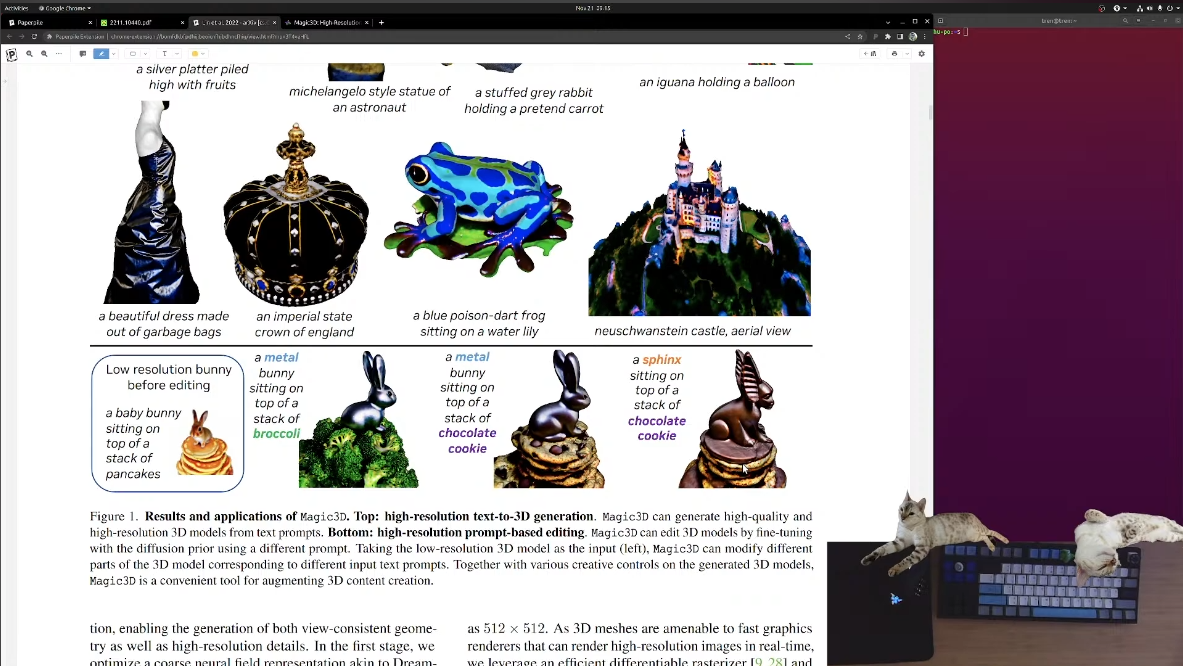 Activities
Google Chrome
Nov 21 09:15
Paperpile
2211.10440.pdf
Magic3D: High-Resolution
Paperpile Extension
tren@
hu-po:~$
a silver platter piled
high with fruits
michelangelo style statue of
an astronaut
a stuffed grey rabbit
holding a pretend carrot
an iguana holding a balloon
a beautiful dress made
out of garbage bags
an imperial state
crown of england
a blue poison-dart frog
sitting on a water lily
neuschwanstein castle, aerial view
Low resolution bunny
before editing
a baby bunny
sitting on
top of a
stack of
pancakes
a metal
bunny
sitting on
top of a
stack of
broccoli
a metal
bunny
sitting on
top of a
stack of
chocolate
cookie
a sphinx
sitting on
top of a
stack of
chocolate
cookie
Figure 1. Results and applications of Magic3D. Top: high-resolution text-to-3D generation. Magic3D can generate high-quality and
high-resolution 3D models from text prompts. Bottom: high-resolution prompt-based editing. Magic3D can edit 3D models by fine-tuning
with the diffusion prior using a different prompt. Taking the low-resolution 3D model as the input (left), Magic3D can modify different
parts of the 3D model corresponding to different input text prompts. Together with various creative controls on the generated 3D models,
Magic3D is a convenient tool for augmenting 3D content creation.
tion, enabling the generation of both view-consistent geome-
try as well as high-resolution details. In the first stage, we
optimize a coarse neural field representation akin to Dream-
as 512 × 512. As 3D meshes are amenable to fast graphics
renderers that can render high-resolution images in real-time,
we leverage an efficient differentiable rasterizer [9, 28] and